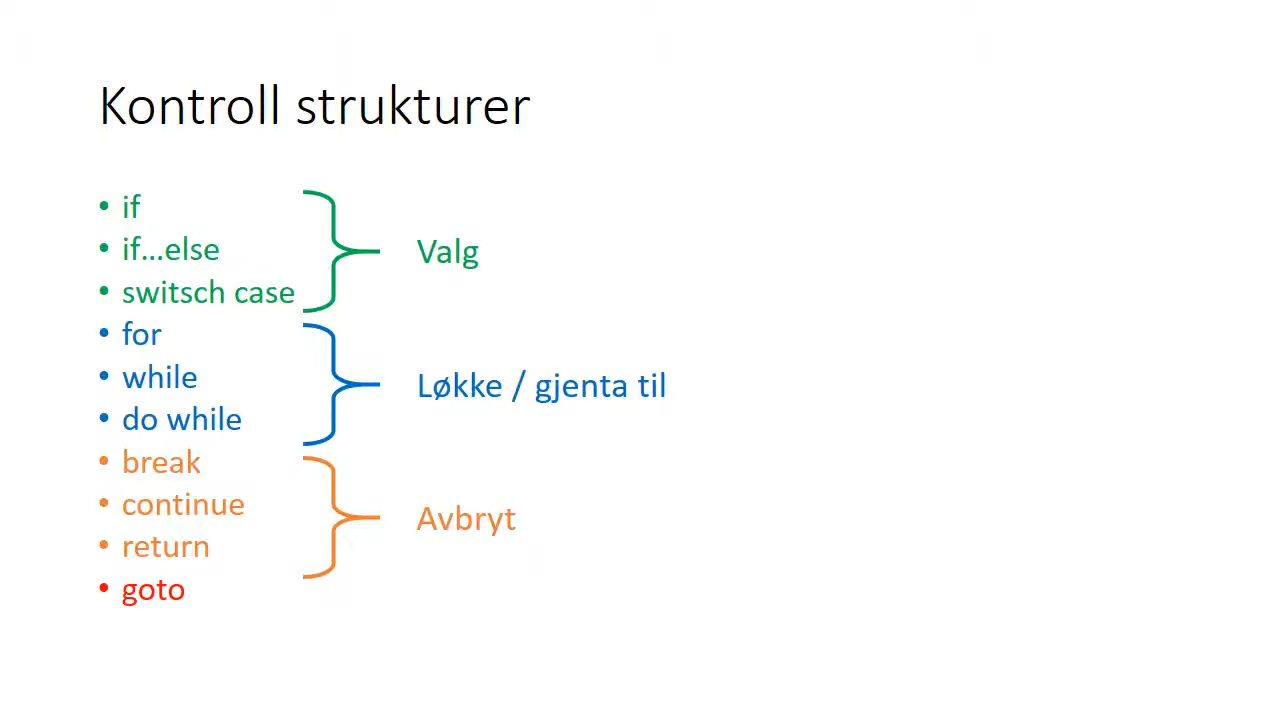 Kontroll strukturer
• if
• if...else
• switsch case
Valg
• for
• while
• do while
Løkke / gjenta til
• break
• continue
• return
Avbryt
• goto